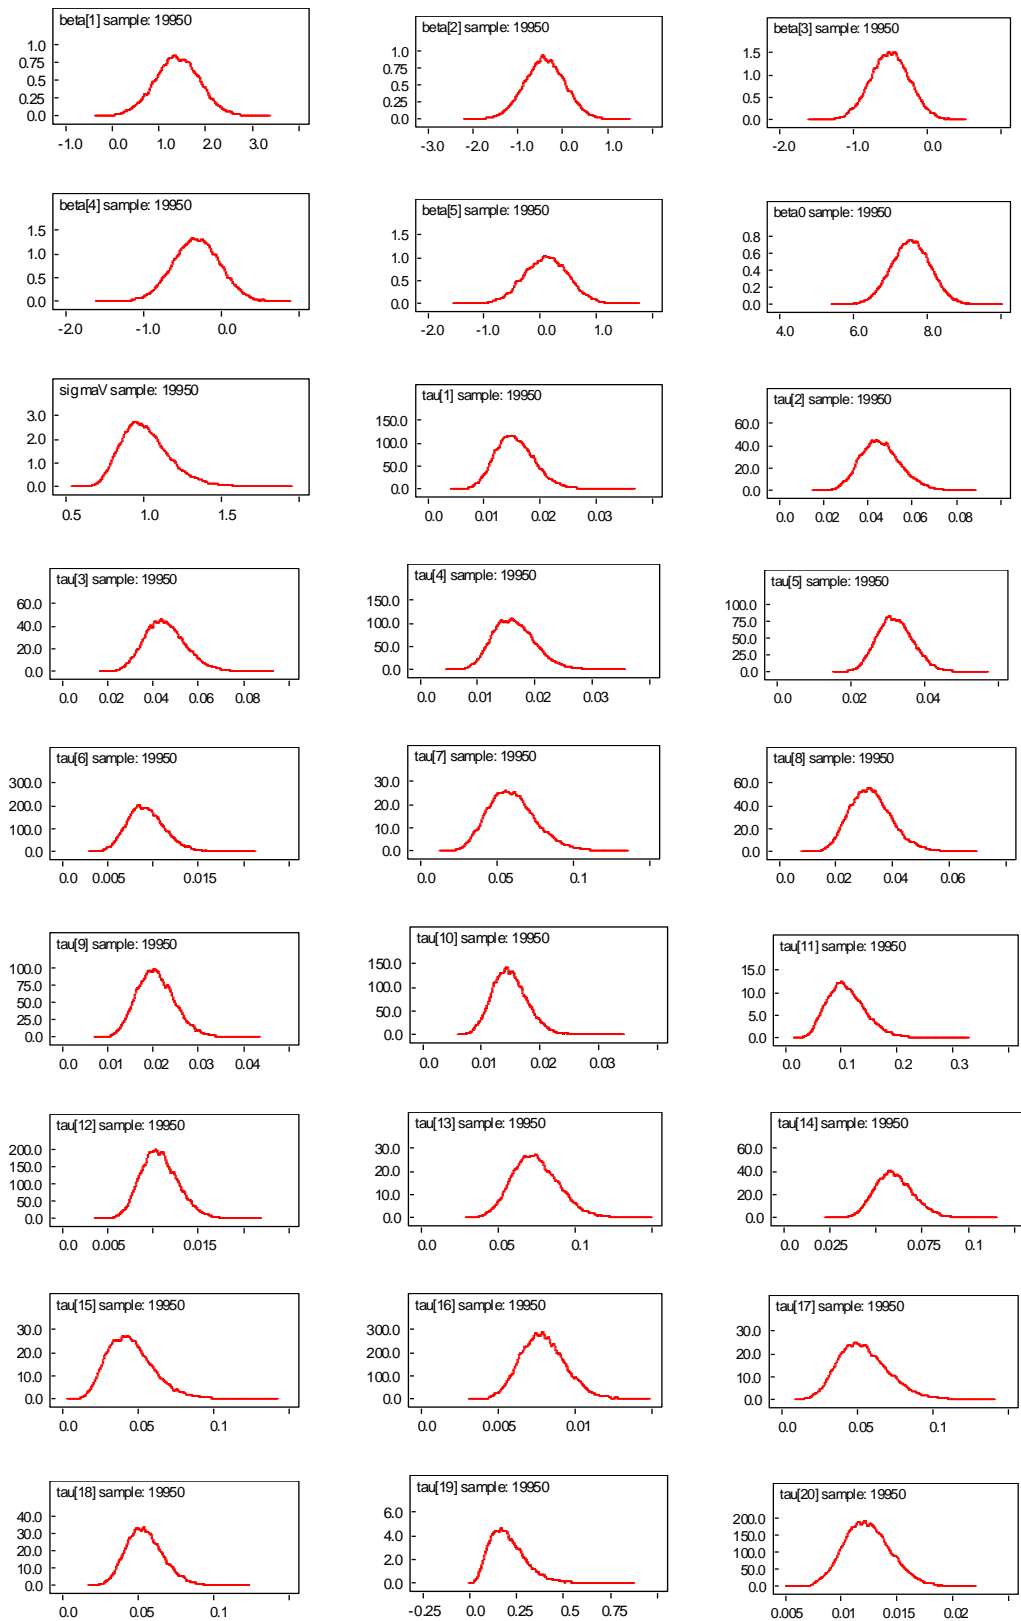 beta[1] sample: 19950
1.0
0.75
0.5
0.25
0.0
-1.0 0.0 1.0 2.0 3.0
beta[2] sample: 19950
1.0
0.75
0.5
0.25
0.0
-3.0 -2.0 -1.0 0.0 1.0
beta[3] sample: 19950
1.5
1.0
0.5
0.0
-2.0 -1.0 0.0
beta[4] sample: 19950
1.5
1.0
0.5
0.0
-2.0 -1.0 0.0
beta[5] sample: 19950
1.5
1.0
0.5
0.0
-2.0 -1.0 0.0 1.0
beta0 sample: 19950
0.8
0.6
0.4
0.2
0.0
4.0 6.0 8.0
sigmaV sample: 19950
3.0
2.0
1.0
0.0
0.5 1.0 1.5
tau[1] sample: 19950
150.0
100.0
50.0
0.0
0.0 0.01 0.02 0.03
tau[2] sample: 19950
60.0
40.0
20.0
0.0
0.0 0.02 0.04 0.06 0.08
tau[3] sample: 19950
60.0
40.0
20.0
0.0
0.0 0.02 0.04 0.06 0.08
tau[4] sample: 19950
150.0
100.0
50.0
0.0
0.0 0.01 0.02 0.03
tau[5] sample: 19950
100.0
75.0
50.0
25.0
0.0
0.0 0.02 0.04
tau[6] sample: 19950
300.0
200.0
100.0
0.0
0.0 0.005 0.015
tau[7] sample: 19950
30.0
20.0
10.0
0.0
0.0 0.05 0.1
tau[8] sample: 19950
60.0
40.0
20.0
0.0
0.0 0.02 0.04 0.06
tau[9] sample: 19950
100.0
75.0
50.0
25.0
0.0
0.0 0.01 0.02 0.03 0.04
tau[10] sample: 19950
150.0
100.0
50.0
0.0
0.0 0.01 0.02 0.03
tau[11] sample: 19950
15.0
10.0
5.0
0.0
0.0 0.1 0.2 0.3
tau[12] sample: 19950
200.0
150.0
100.0
50.0
0.0
0.0 0.005 0.015
tau[13] sample: 19950
30.0
20.0
10.0
0.0
0.0 0.05 0.1
tau[14] sample: 19950
60.0
40.0
20.0
0.0
0.0 0.025 0.075 0.1
tau[15] sample: 19950
30.0
20.0
10.0
0.0
0.0 0.05 0.1
tau[16] sample: 19950
300.0
200.0
100.0
0.0
0.0 0.005 0.01
tau[17] sample: 19950
30.0
20.0
10.0
0.0
0.0 0.05 0.1
tau[18] sample: 19950
40.0
30.0
20.0
10.0
0.0
0.0 0.05 0.1
tau[19] sample: 19950
6.0
4.0
2.0
0.0
-0.25 0.0 0.25 0.5 0.75
tau[20] sample: 19950
200.0
150.0
100.0
50.0
0.0
0.005 0.01 0.015 0.02